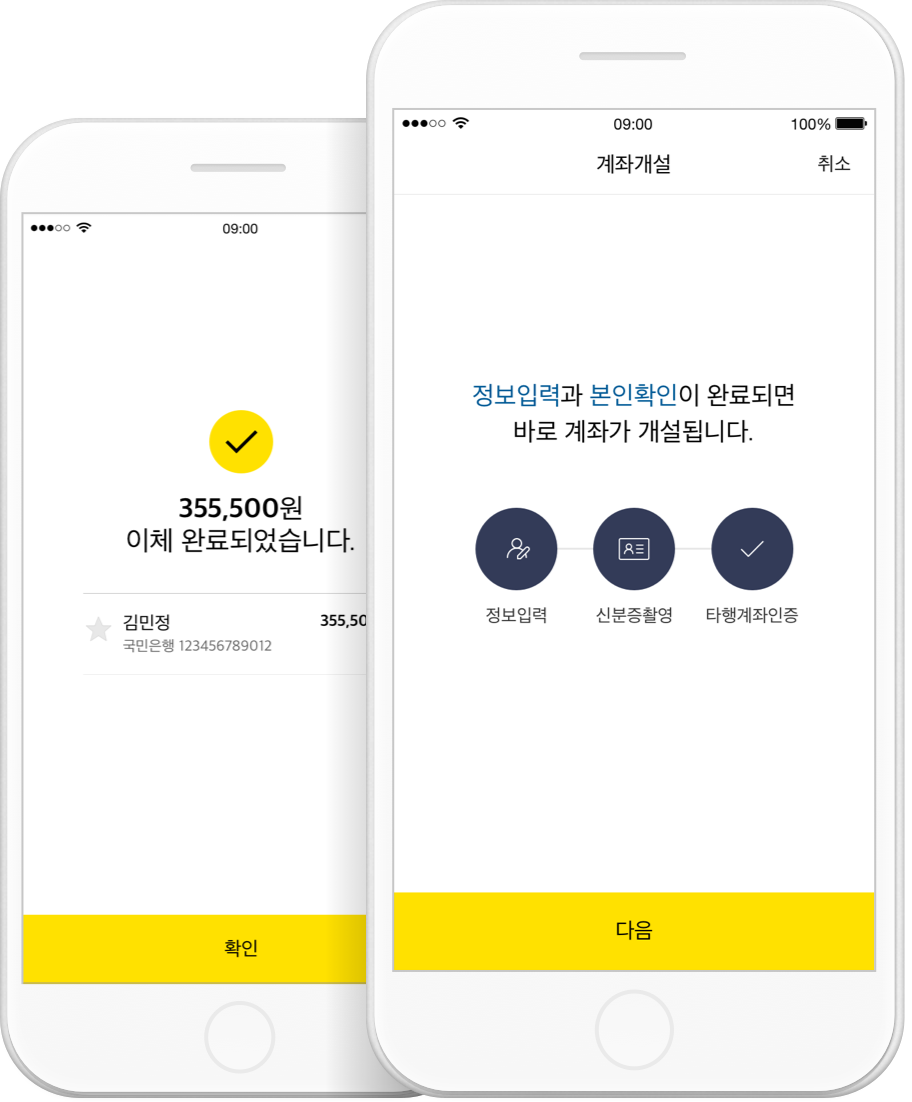 09:00
355,500원
이체 완료되었습니다.
김민정
355,50
국민은행 123456789012
확인
09:00
100%
계좌개설
취소
정보입력과 본인확인이 완료되면
바로 계좌가 개설됩니다.
정보입력
신분증촬영
타행계좌인증
다음